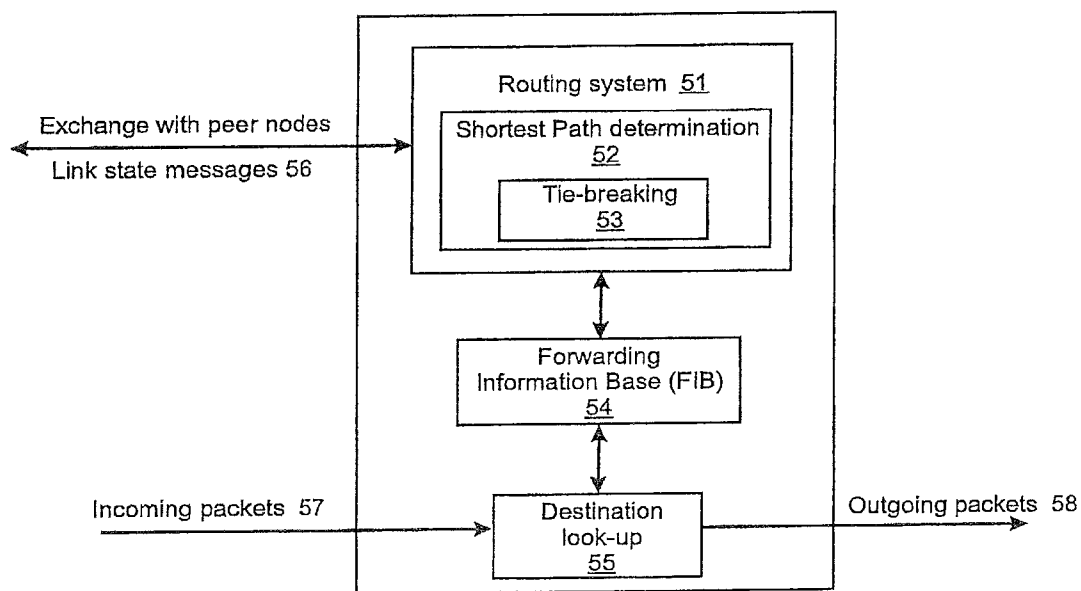 Routing system 51
Exchange with peer nodes
Link state messages 56
Shortest Path determination
52
Tie-breaking
53
Forwarding
Information Base (FIB)
54
Incoming packets 57
Destination
look-up
55
Outgoing packets 58